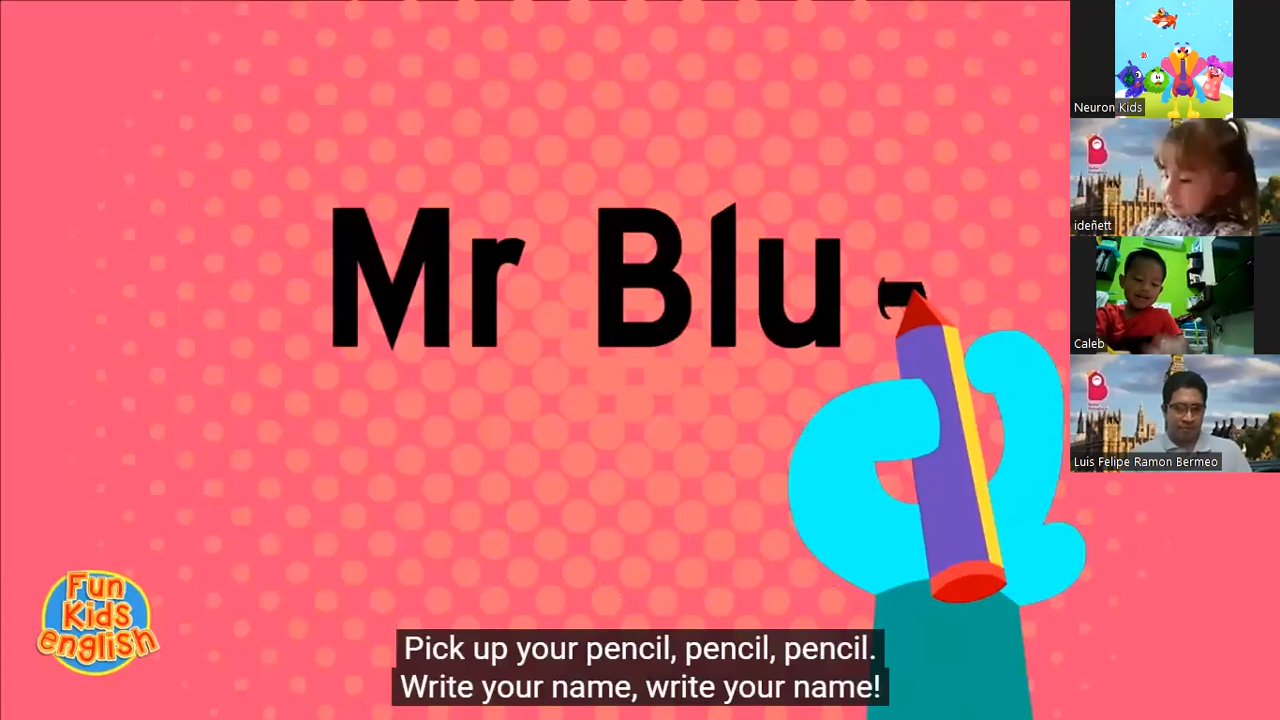 Mr Blu
Fun
Kids
english
Pick up your pencil, pencil, pencil.
Write your name, write your name!
Neuron Kids
ideñett
Caleb
Luis Felipe Ramon Bermeo